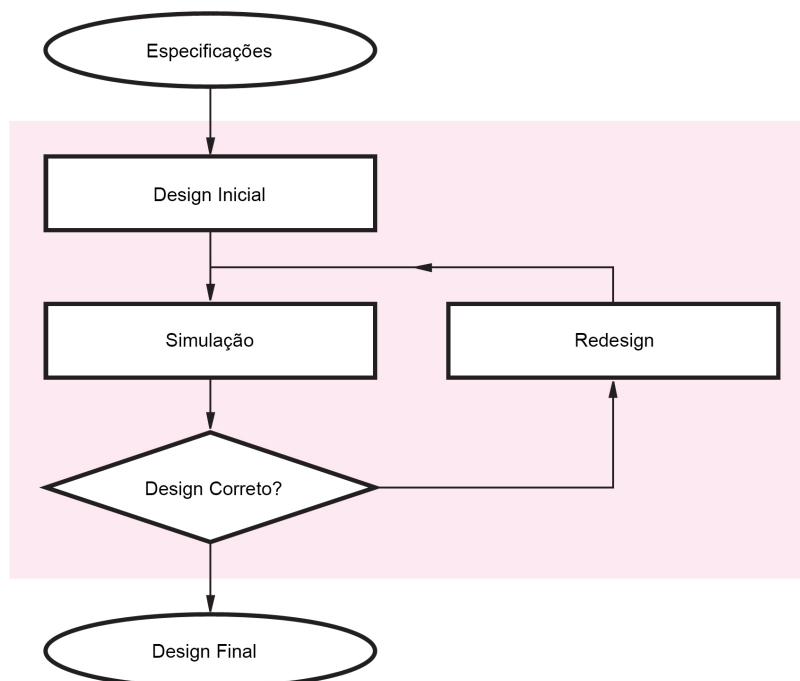 Especificações
Design Inicial
Simulação
Redesign
Design Correto?
Design Final